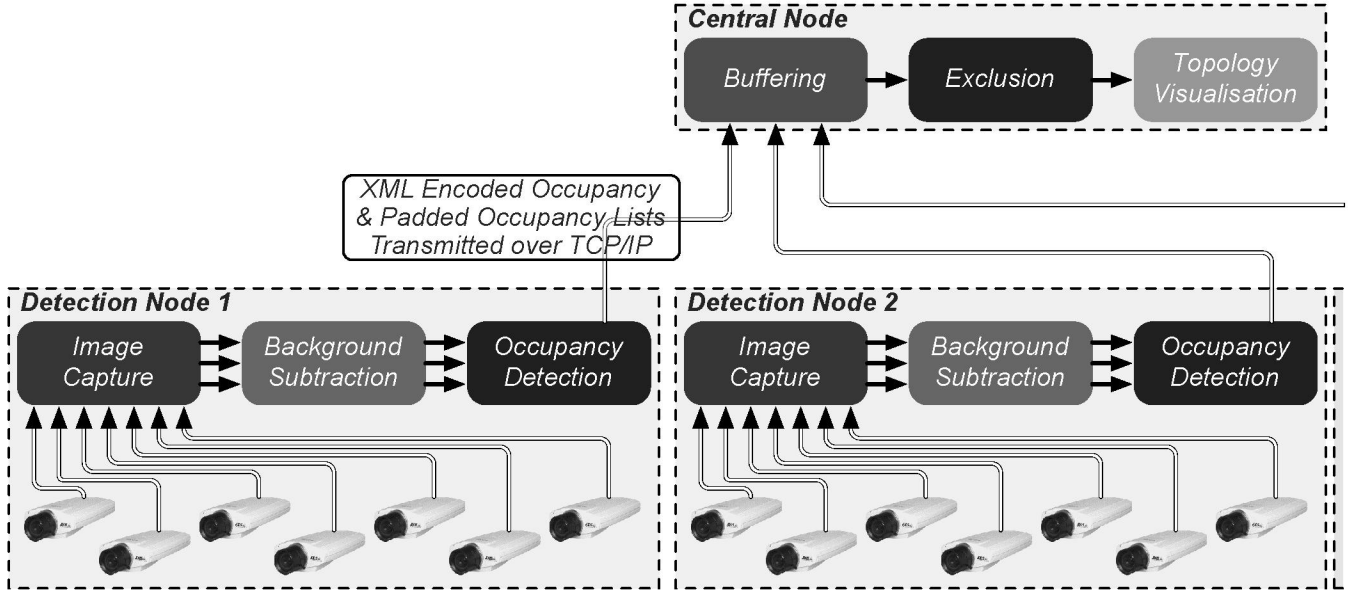 Central Node
Buffering
Exclusion
Topology
Visualisation
XML Encoded Occupancy
& Padded Occupancy Lists
Transmitted over TCP/IP
Detection Node 1
Image
Capture
Background
Subtraction
Occupancy
Detection
Detection Node 2
Image
Capture
Background
Subtraction
Occupancy
Detection